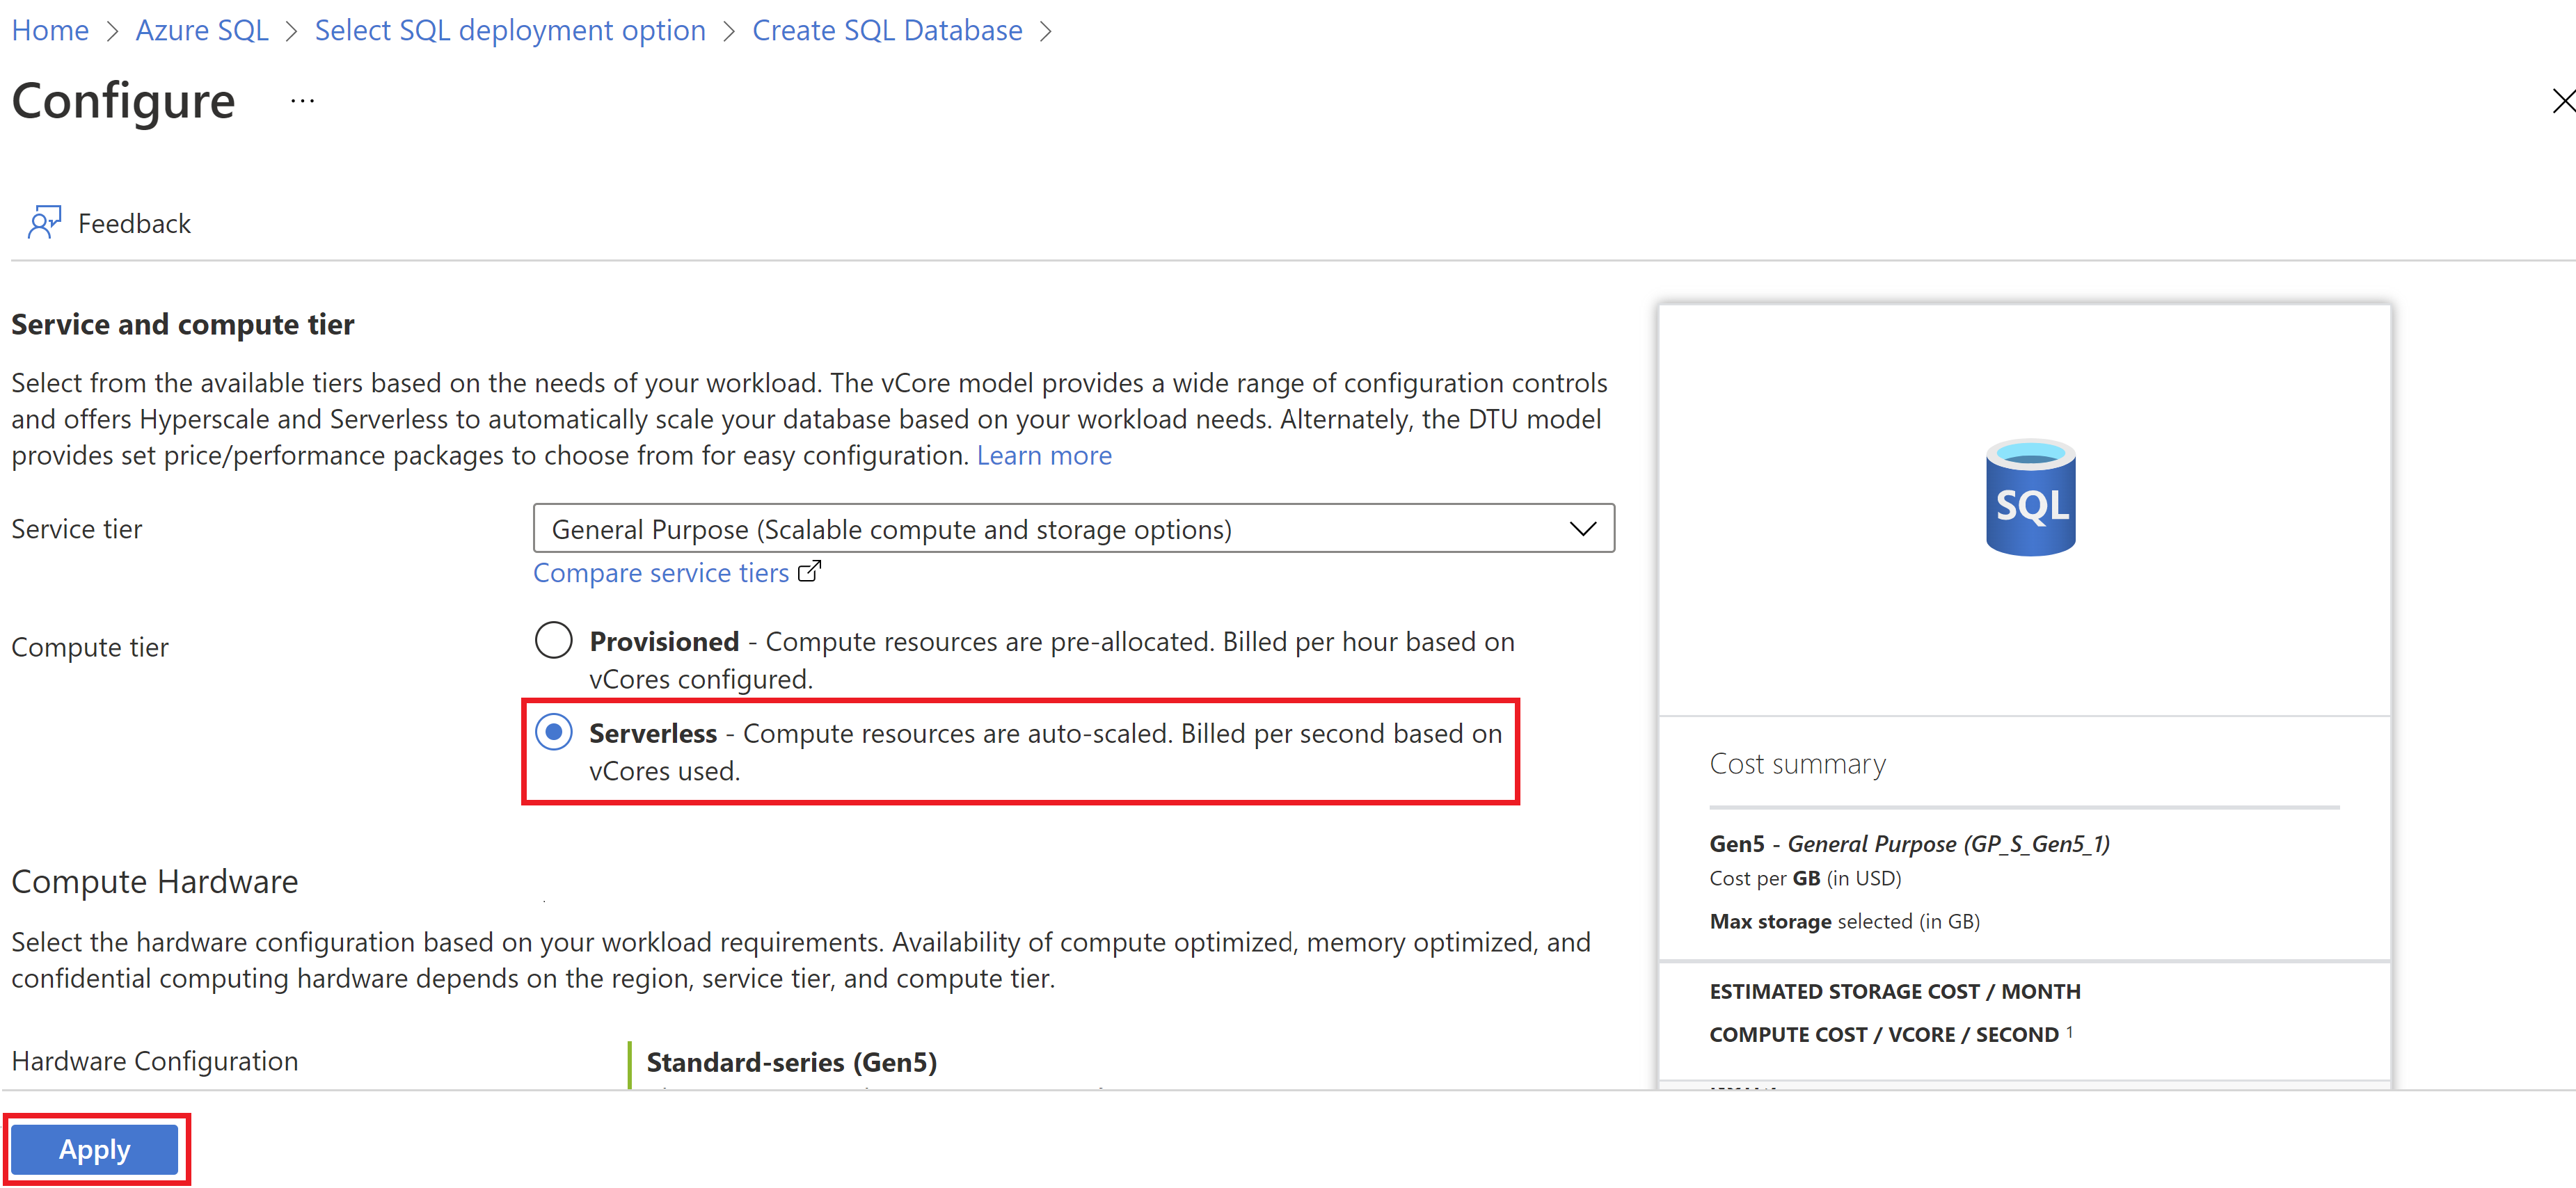 Home > Azure SQL > Select SQL deployment option > Create SQL Database >
Configure ...
Feedback
Service and compute tier
Select from the available tiers based on the needs of your workload. The vCore model provides a wide range of configuration controls
and offers Hyperscale and Serverless to automatically scale your database based on your workload needs. Alternately, the DTU model
provides set price/performance packages to choose from for easy configuration. Learn more
Service tier
General Purpose (Scalable compute and storage options)
Compare service tiers
Compute tier
Provisioned - Compute resources are pre-allocated. Billed per hour based on
vCores configured.
Serverless - Compute resources are auto-scaled. Billed per second based on
vCores used.
Compute Hardware
Select the hardware configuration based on your workload requirements. Availability of compute optimized, memory optimized, and
confidential computing hardware depends on the region, service tier, and compute tier.
Hardware Configuration
Standard-series (Gen5)
Apply
SQL
Cost summary
Gen5 - General Purpose (GP_S_Gen5_1)
Cost per GB (in USD)
Max storage selected (in GB)
ESTIMATED STORAGE COST / MONTH
COMPUTE COST / VCORE / SECOND 1